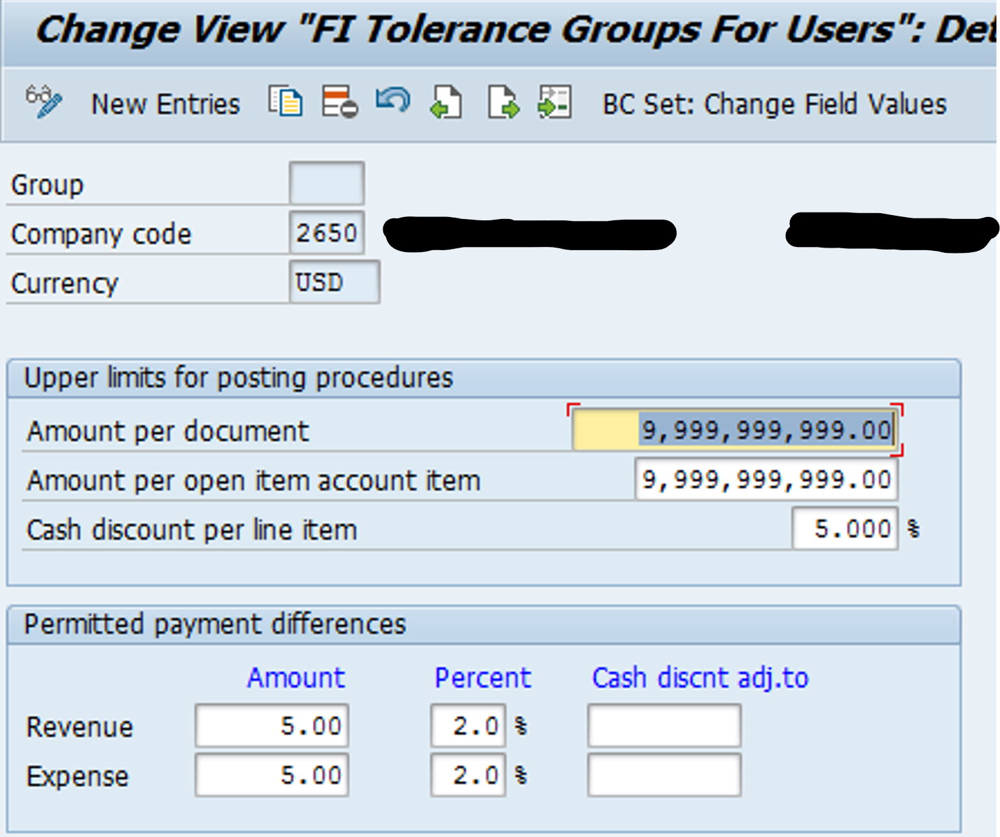 Change View "FI Tolerance Groups For Users": Det
New Entries BC Set: Change Field Values
Group
Company code 2650
Currency USD
Upper limits for posting procedures
Amount per document 9,999,999,999.00
Amount per open item account item 9,999,999,999.00
Cash discount per line item 5.000 %
Permitted payment differences
Amount Percent Cash discnt adj.to
Revenue 5.00 2.0 %
Expense 5.00 2.0 %